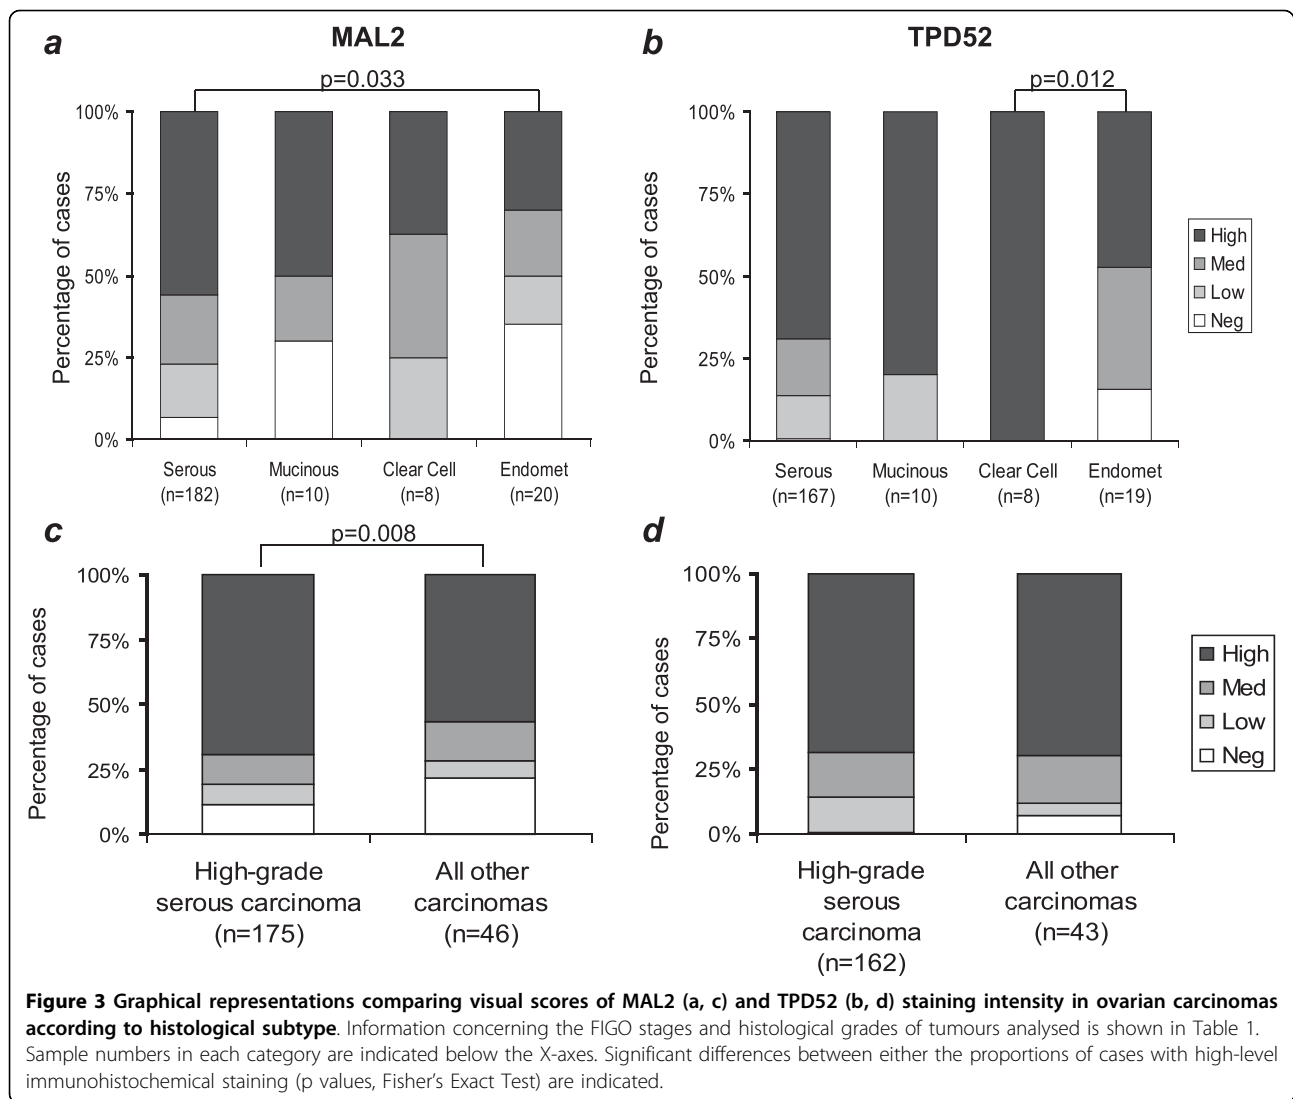 a
MAL2
p=0.033
100%
75%
50%
25%
0%
Percentage of cases
Serous
(n=182)
Mucinous
(n=10)
Clear Cell
(n=8)
Endomet
(n=20)
b
TPD52
p=0.012
100%
75%
50%
25%
0%
Percentage of cases
Serous
(n=167)
Mucinous
(n=10)
Clear Cell
(n=8)
Endomet
(n=19)
High
Med
Low
Neg
c
p=0.008
100%
75%
50%
25%
0%
Percentage of cases
High-grade
serous carcinoma
(n=175)
All other
carcinomas
(n=46)
d
100%
75%
50%
25%
0%
Percentage of cases
High-grade
serous
carcinoma
(n=162)
All other
carcinomas
(n=43)
High
Med
Low
Neg
Figure 3 Graphical representations comparing visual scores of MAL2 (a, c) and TPD52 (b, d) staining intensity in ovarian carcinomas
according to histological subtype. Information concerning the FIGO stages and histological grades of tumours analysed is shown in Table 1.
Sample numbers in each category are indicated below the X-axes. Significant differences between either the proportions of cases with high-level
immunohistochemical staining (p values, Fisher's Exact Test) are indicated.